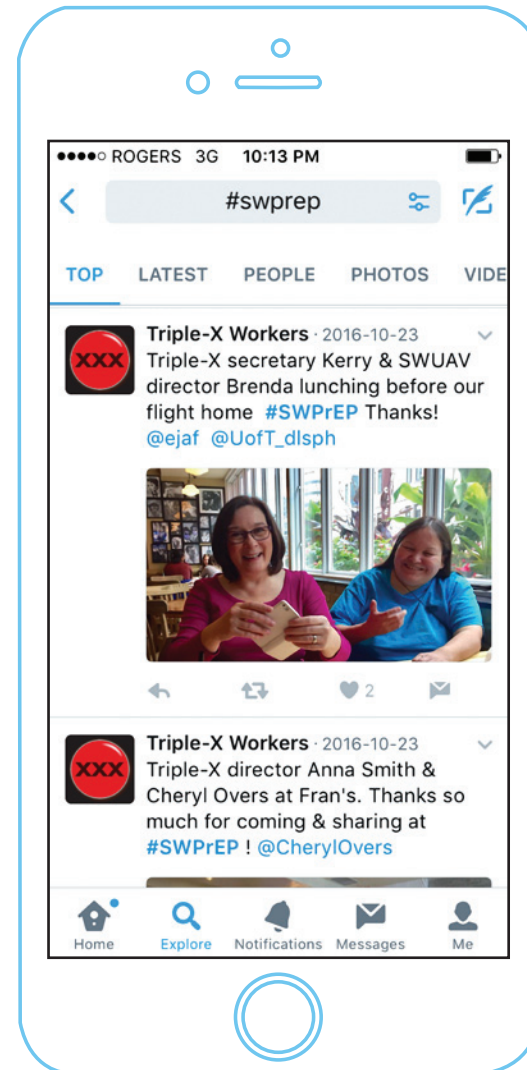 ROGERS 3G 10:13 PM
#swprep
TOP LATEST PEOPLE PHOTOS VIDE
XXX
Triple-X Workers · 2016-10-23
Triple-X secretary Kerry & SWUAV
director Brenda lunching before our
flight home #SWPrEP Thanks!
@ejaf @UofT_dlsph
2
XXX
Triple-X Workers · 2016-10-23
Triple-X director Anna Smith &
Cheryl Overs at Fran's. Thanks so
much for coming & sharing at
#SWPrEP ! @CherylOvers
Home Explore Notifications Messages Me